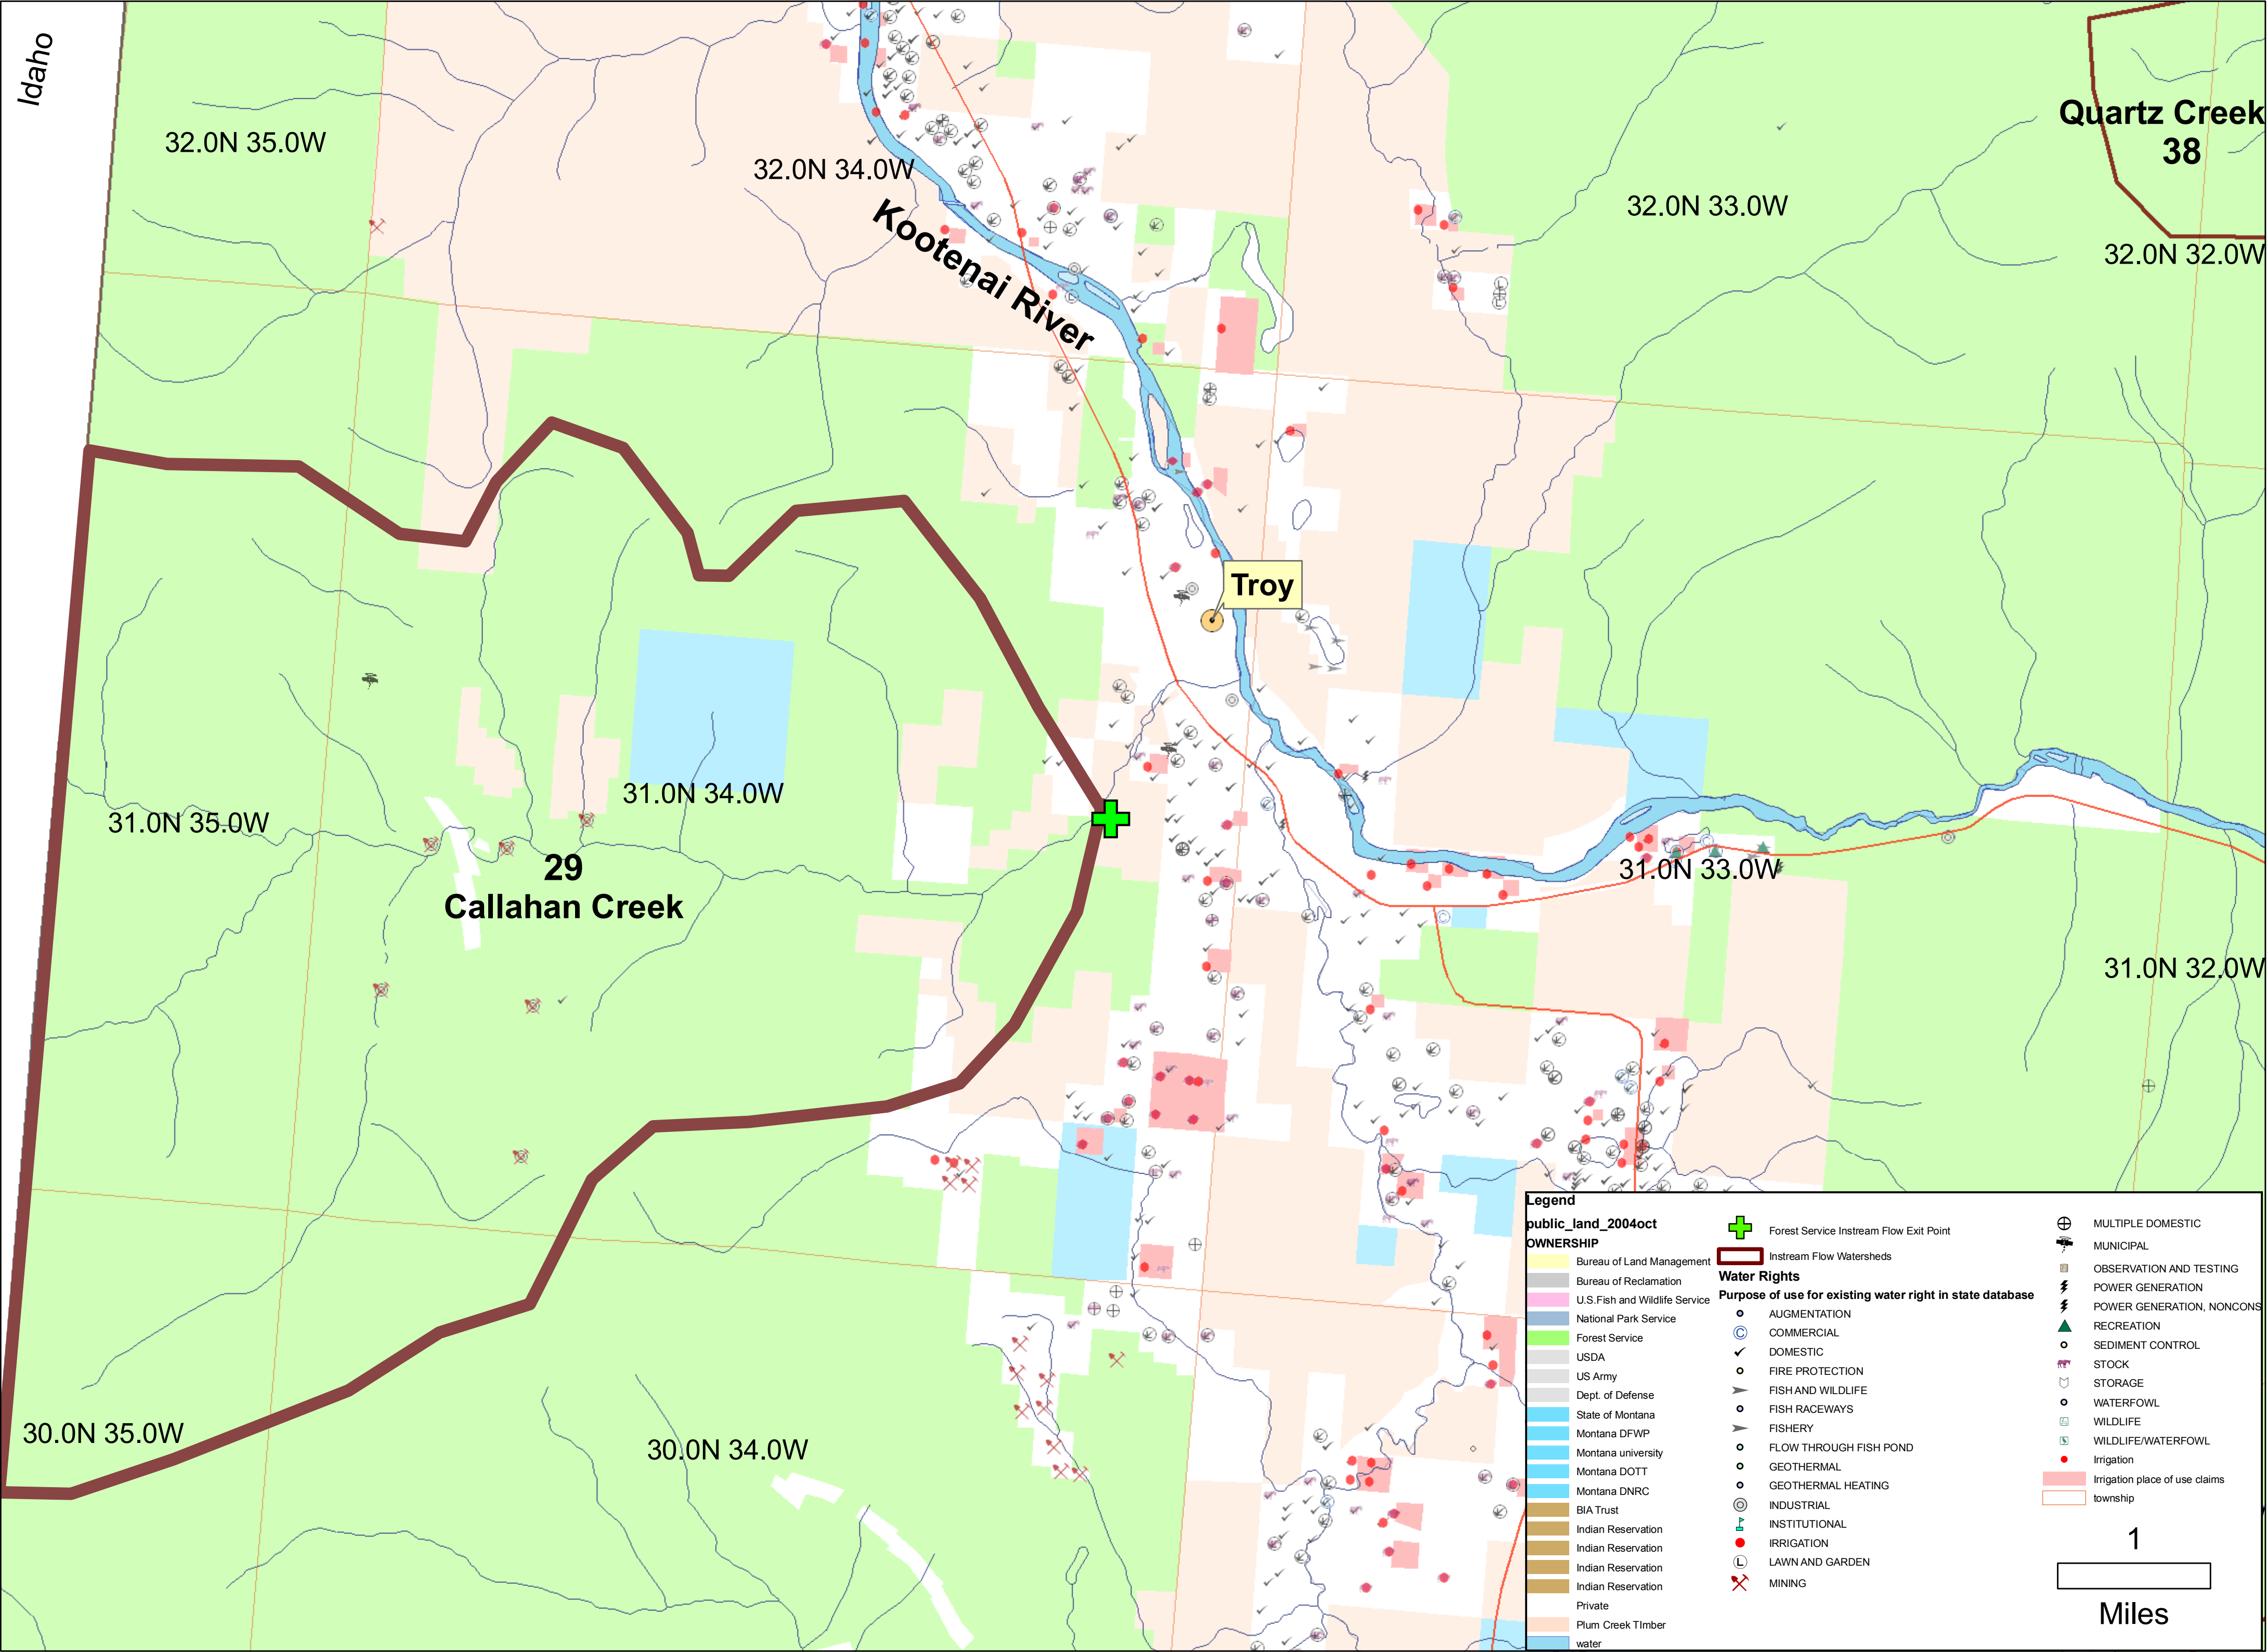 Idaho
32.0N 35.0W
32.0N 34.0W
Kootenai River
32.0N 33.0W
Quartz Creek
38
32.0N 32.0W
Troy
31.0N 35.0W
31.0N 34.0W
29
Callahan Creek
31.0N 33.0W
31.0N 32.0W
30.0N 35.0W
30.0N 34.0W
Legend
public_land_2004oct
OWNERSHIP
Bureau of Land Management
Bureau of Reclamation
U.S.Fish and Wildlife Service
National Park Service
Forest Service
USDA
US Army
Dept. of Defense
State of Montana
Montana DFWP
Montana university
Montana DOTT
Montana DNRC
BIA Trust
Indian Reservation
Indian Reservation
Indian Reservation
Indian Reservation
Private
Plum Creek TImber
water
Forest Service Instream Flow Exit Point
Instream Flow Watersheds
Water Rights
Purpose of use for existing water right in state database
AUGMENTATION
C COMMERCIAL
DOMESTIC
FIRE PROTECTION
FISH AND WILDLIFE
FISH RACEWAYS
FISHERY
FLOW THROUGH FISH POND
GEOTHERMAL
GEOTHERMAL HEATING
INDUSTRIAL
INSTITUTIONAL
IRRIGATION
L LAWN AND GARDEN
MINING
MULTIPLE DOMESTIC
MUNICIPAL
OBSERVATION AND TESTING
POWER GENERATION
POWER GENERATION, NONCONS
RECREATION
SEDIMENT CONTROL
STOCK
STORAGE
WATERFOWL
WILDLIFE
WILDLIFE/WATERFOWL
Irrigation
Irrigation place of use claims
township
1
Miles